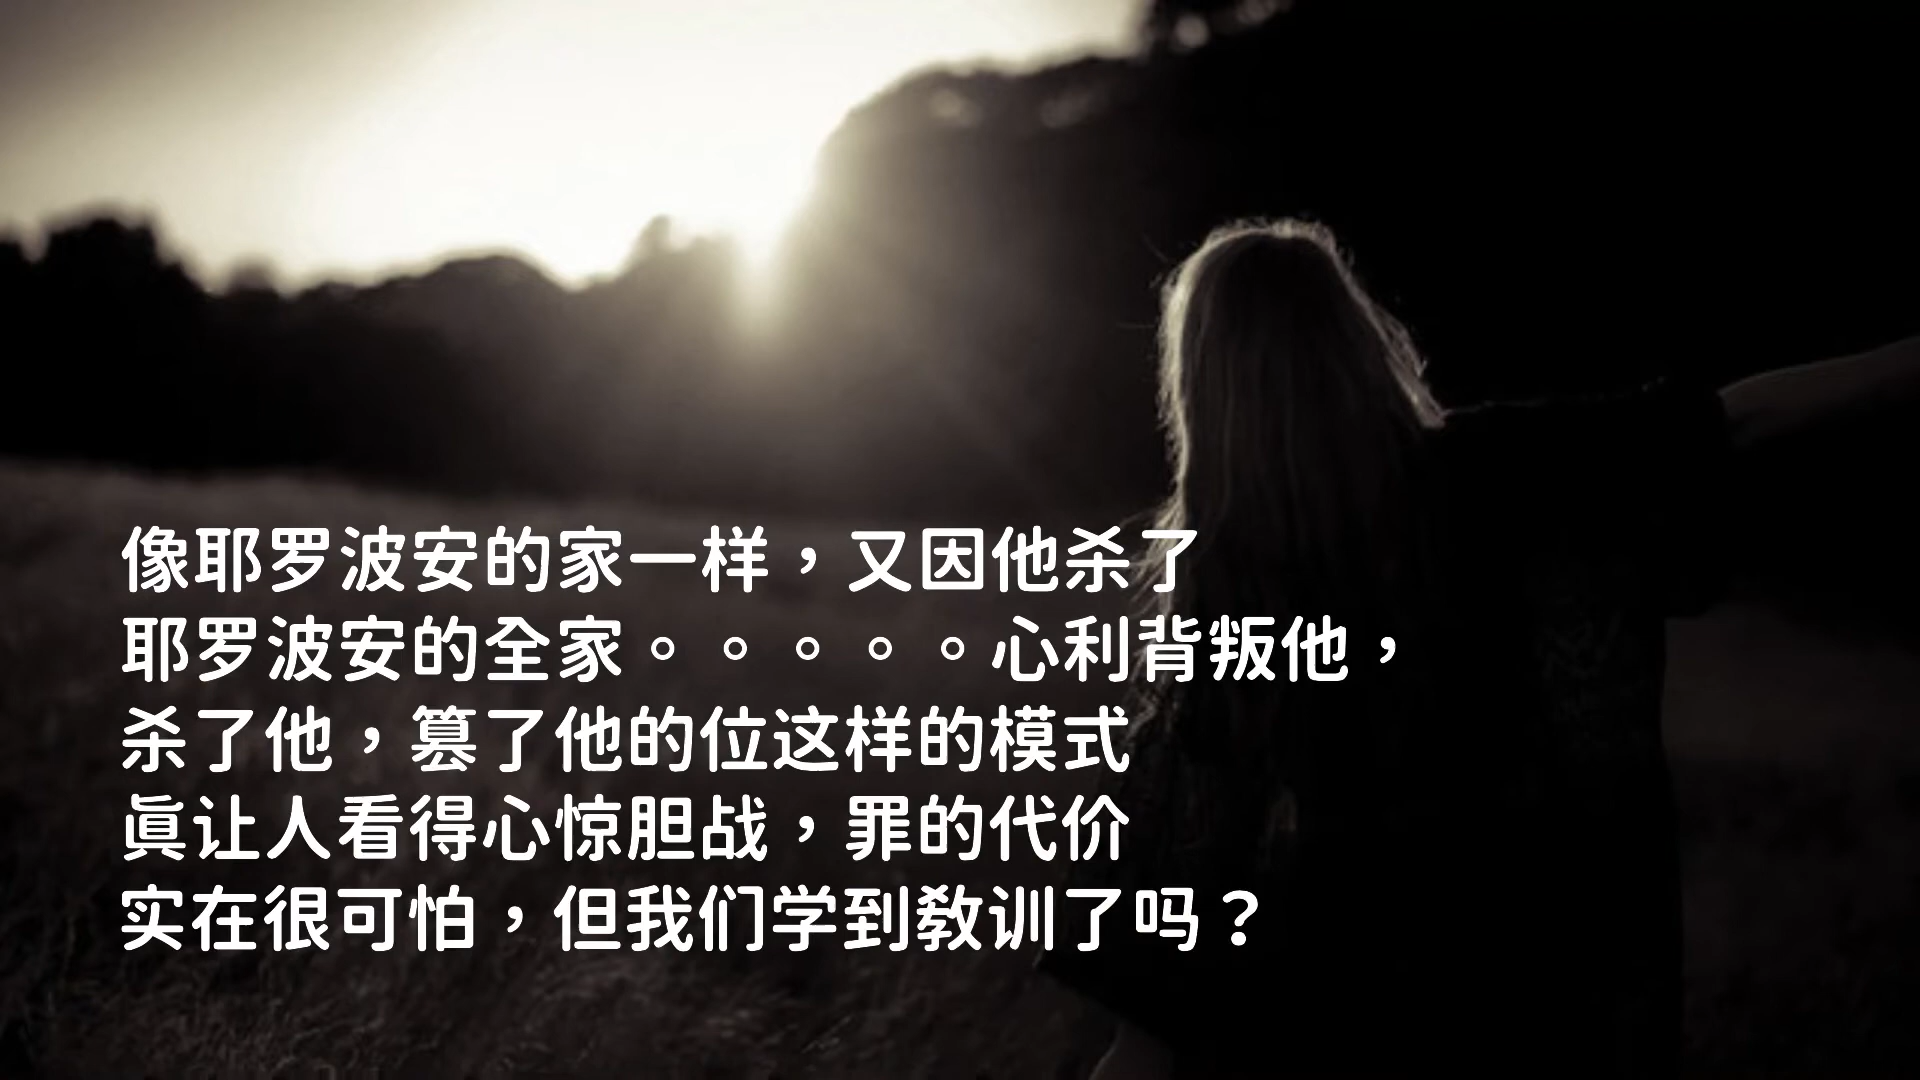 像耶罗波安的家一样，又因他杀了
耶罗波安的全家。。。。。心利背叛他，
杀了他，篡了他的位这样的模式
眞让人看得心惊胆战，罪的代价
实在很可怕，但我们学到教训了吗？